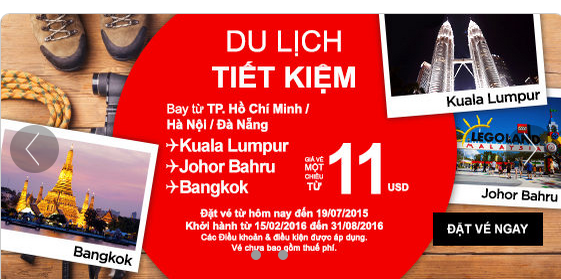 DU LỊCH
TIẾT KIỆM
Bay từ TP. Hồ Chí Minh /
Hà Nội / Đà Nẵng
Kuala Lumpur
Johor Bahru
Bangkok
GIÁ VÉ
MỘT
CHIỀU
TỪ
11
USD
Đặt vé từ hôm nay đến 19/07/2015
Khởi hành từ 15/02/2016 đến 31/08/2016
Các Điều khoản & điều kiện được áp dụng.
Vé chưa bao gồm thuế phí.
Kuala Lumpur
LEGOLAND
MALAYSIA
Johor Bahru
Bangkok
ĐẶT VÉ NGAY